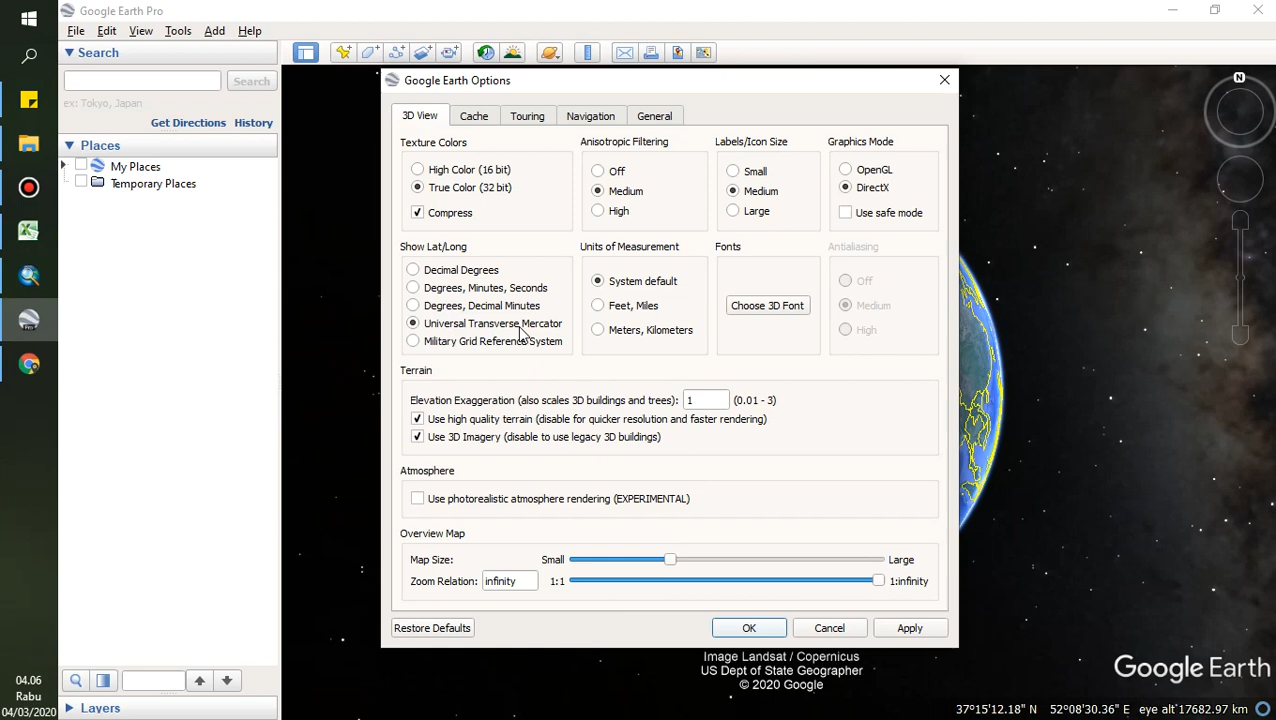 Google Earth Pro
File Edit View Tools Add Help
Search
Search
ex: Tokyo, Japan
Get Directions History
Places
My Places
Temporary Places
Google Earth Options
3D View Cache Touring Navigation General
Texture Colors
High Color (16 bit)
True Color (32 bit)
Compress
Anisotropic Filtering
Off
Medium
High
Labels/Icon Size
Small
Medium
Large
Graphics Mode
OpenGL
DirectX
Use safe mode
Show Lat/Long
Decimal Degrees
Degrees, Minutes, Seconds
Degrees, Decimal Minutes
Universal Transverse Mercator
Military Grid Reference System
Units of Measurement
System default
Feet, Miles
Meters, Kilometers
Fonts
Choose 3D Font
Antialiasing
Off
Medium
High
Terrain
Elevation Exaggeration (also scales 3D buildings and trees): 1 (0.01 - 3)
Use high quality terrain (disable for quicker resolution and faster rendering)
Use 3D Imagery (disable to use legacy 3D buildings)
Atmosphere
Use photorealistic atmosphere rendering (EXPERIMENTAL)
Overview Map
Map Size: Small Large
Zoom Relation: infinity 1:1 1:infinity
Restore Defaults OK Cancel Apply
Image Landsat / Copernicus
US Dept of State Geographer
© 2020 Google
Google Earth
37°15'12.18" N 52°08'30.36" E eye alt 17682.97 km
Layers
N
Pro
04.06
Rabu
04/03/2020